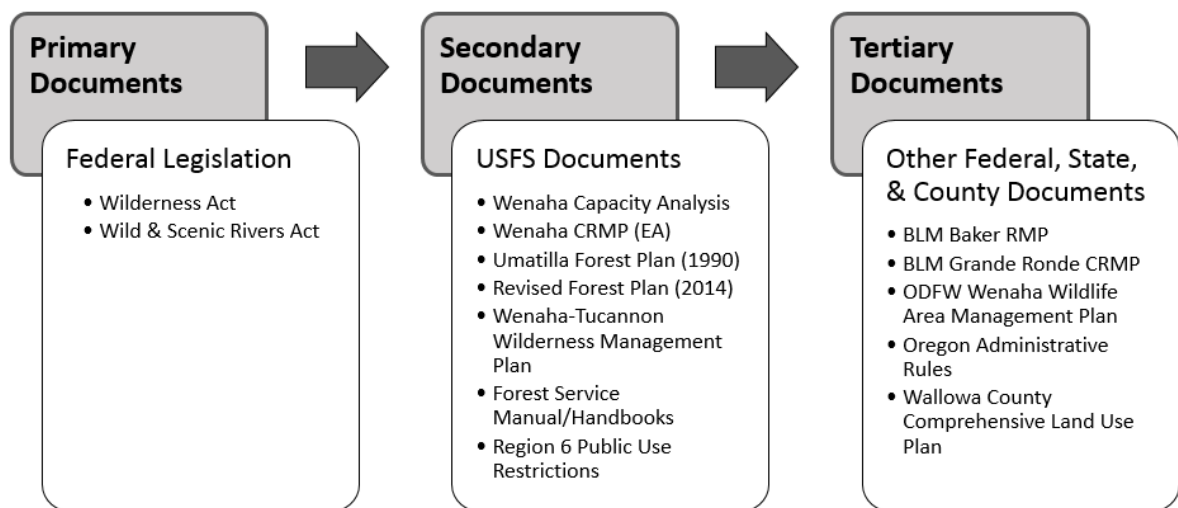 Primary
Documents
Federal Legislation
• Wilderness Act
• Wild & Scenic Rivers Act
Secondary
Documents
USFS Documents
• Wenaha Capacity Analysis
• Wenaha CRMP (EA)
• Umatilla Forest Plan (1990)
• Revised Forest Plan (2014)
• Wenaha-Tucannon
Wilderness Management
Plan
• Forest Service
Manual/Handbooks
• Region 6 Public Use
Restrictions
Tertiary
Documents
Other Federal, State,
& County Documents
• BLM Baker RMP
• BLM Grande Ronde CRMP
• ODFW Wenaha Wildlife
Area Management Plan
• Oregon Administrative
Rules
• Wallowa County
Comprehensive Land Use
Plan